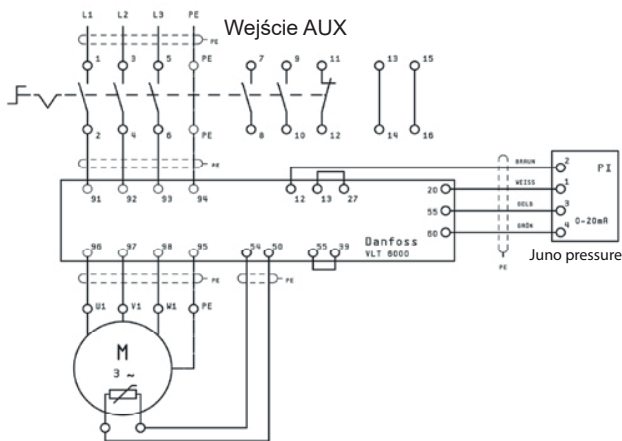 L1 L2 L3 PE Wejście AUX
PE
1 3 5 PE 7 9 11 13 15
2 4 6 PE 8 10 12 14 16
PE
BRAUN 2 PI
WEISS 1
GELB 3
GRÜN 4 0-20mA
91 92 93 94 12 13 27 20
55
60
Danfoss
VLT 6000
96 97 98 95 54 50 55 39
PE Juno pressure
PE PE
U1 V1 W1 PE
M
3 ~